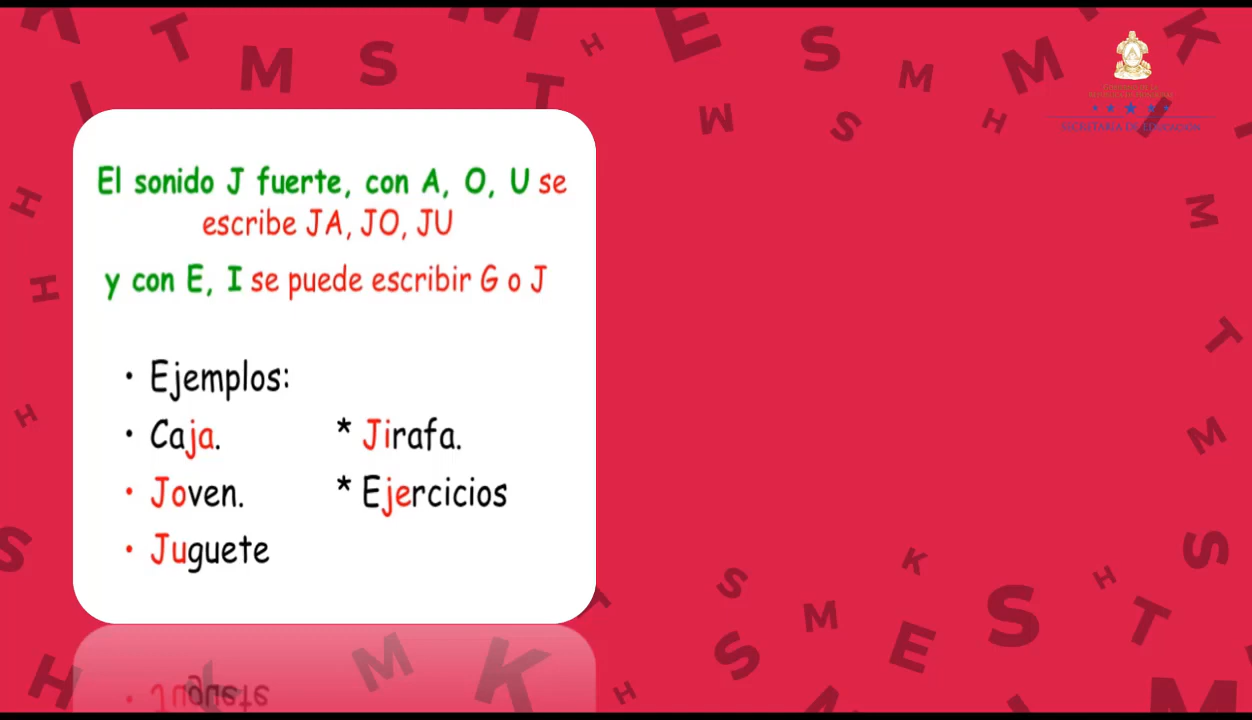 El sonido J fuerte, con A, O, U se
escribe JA, JO, JU
y con E, I se puede escribir G o J
• Ejemplos:
• Caja. * Jirafa.
• Joven. * Ejercicios
• Juguete
SECRETARÍA DE EDUCACIÓN